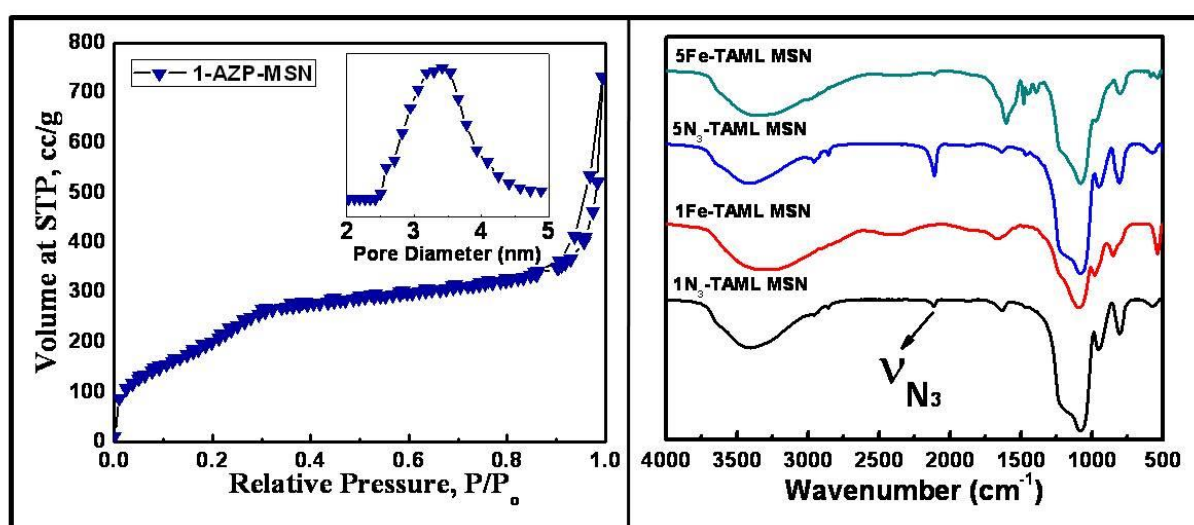 800
700
600
500
400
300
200
100
0
Volume at STP, cc/g
1-AZP-MSN
2 3 4 5
Pore Diameter (nm)
0.0 0.2 0.4 0.6 0.8 1.0
Relative Pressure, P/Pₒ
5Fe-TAML MSN
5N₃-TAML MSN
1Fe-TAML MSN
1N₃-TAML MSN
ν N₃
4000 3500 3000 2500 2000 1500 1000 500
Wavenumber (cm⁻¹)